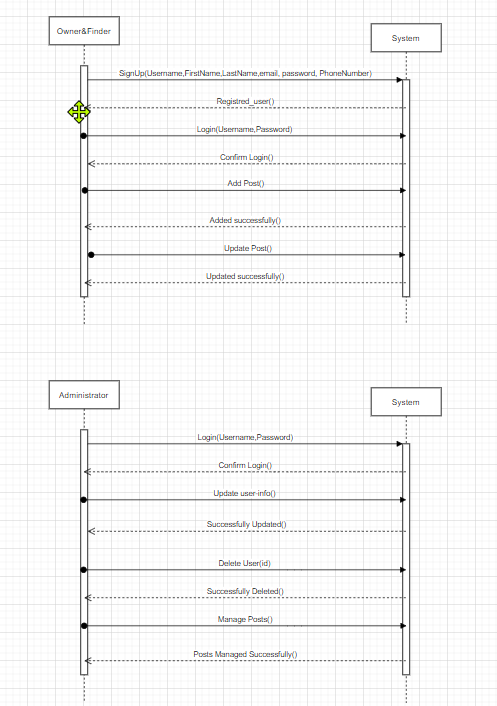 Owner&Finder
System
SignUp(Username,FirstName,LastName,email, password, PhoneNumber)
Registred_user()
Login(Username,Password)
Confirm Login()
Add Post()
Added successfully()
Update Post()
Updated successfully()
Administrator
System
Login(Username,Password)
Confirm Login()
Update user-info()
Successfully Updated()
Delete User(id)
Successfully Deleted()
Manage Posts()
Posts Managed Successfully()